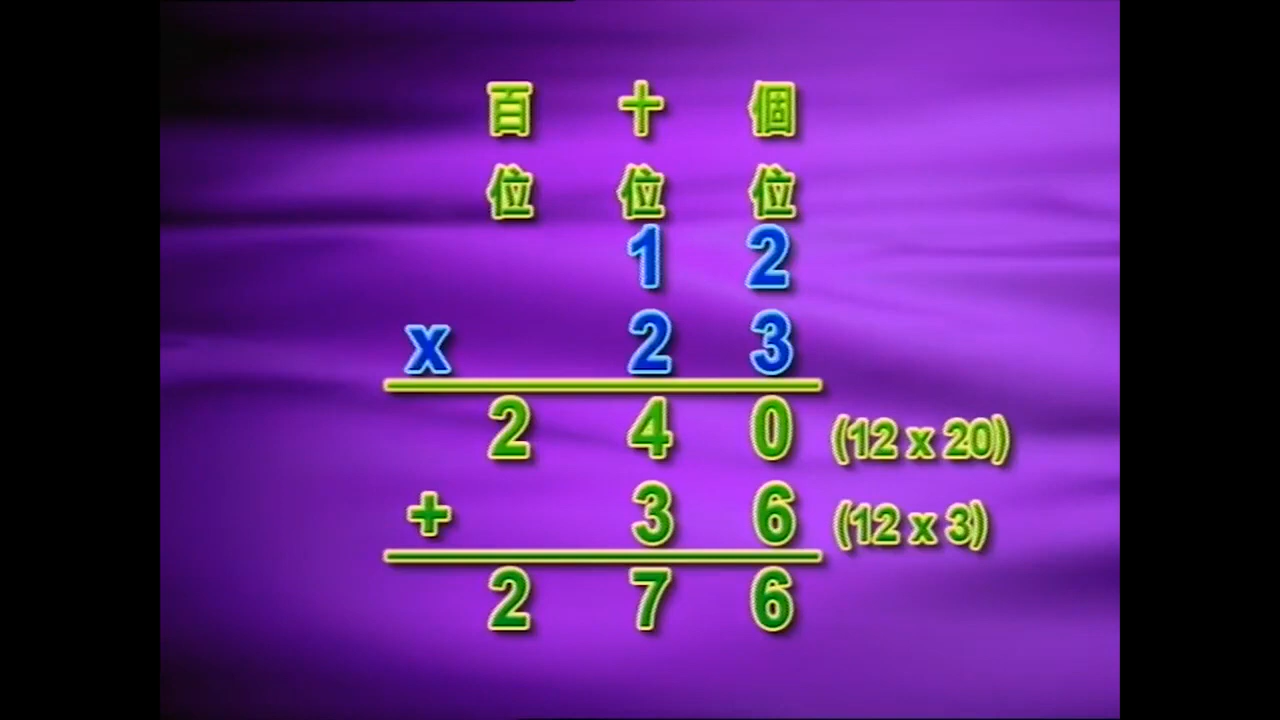 百 十 個
位 位 位
1 2
x 2 3
2 4 0 (12 x 20)
+ 3 6 (12 x 3)
2 7 6